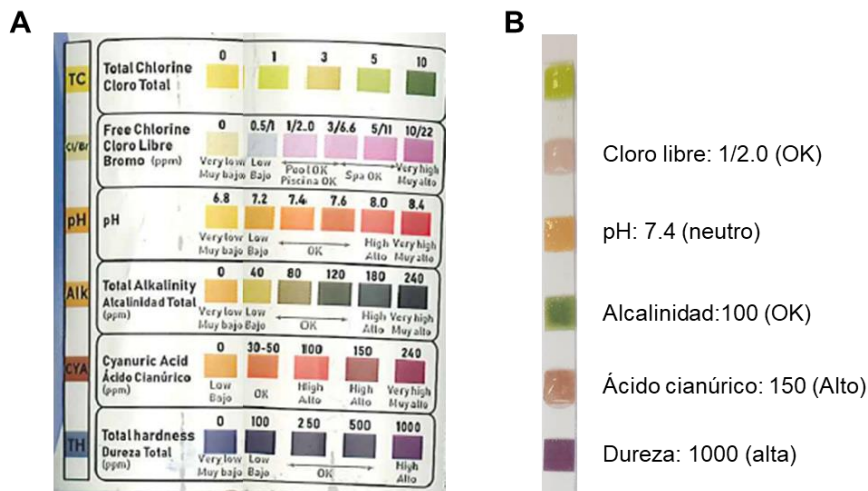 A
B
TC
Total Chlorine
Cloro Total
0 1 3 5 10
Cl/Br
Free Chlorine
Cloro Libre
Bromo (ppm)
0 0.5/1 1/2.0 3/6.6 5/11 10/22
Very low Low Pool OK Spa OK Very high
Muy bajo Bajo Piscina OK Muy alto
pH
pH
6.8 7.2 7.4 7.6 8.0 8.4
Very low Low OK High Very high
Muy bajo Bajo Alto Muy alto
Alk
Total Alkalinity
Alcalinidad Total
(ppm)
0 40 80 120 180 240
Very low Low OK High Very high
Muy bajo Bajo Alto Muy alto
CYA
Cyanuric Acid
Ácido Cianúrico
(ppm)
0 30-50 100 150 240
Low OK High High Very high
Bajo Alto Alto Muy alto
TH
Total hardness
Dureza Total
(ppm)
0 100 250 500 1000
Very low Low OK High
Muy bajo Bajo Alto
Cloro libre: 1/2.0 (OK)
pH: 7.4 (neutro)
Alcalinidad:100 (OK)
Ácido cianúrico: 150 (Alto)
Dureza: 1000 (alta)